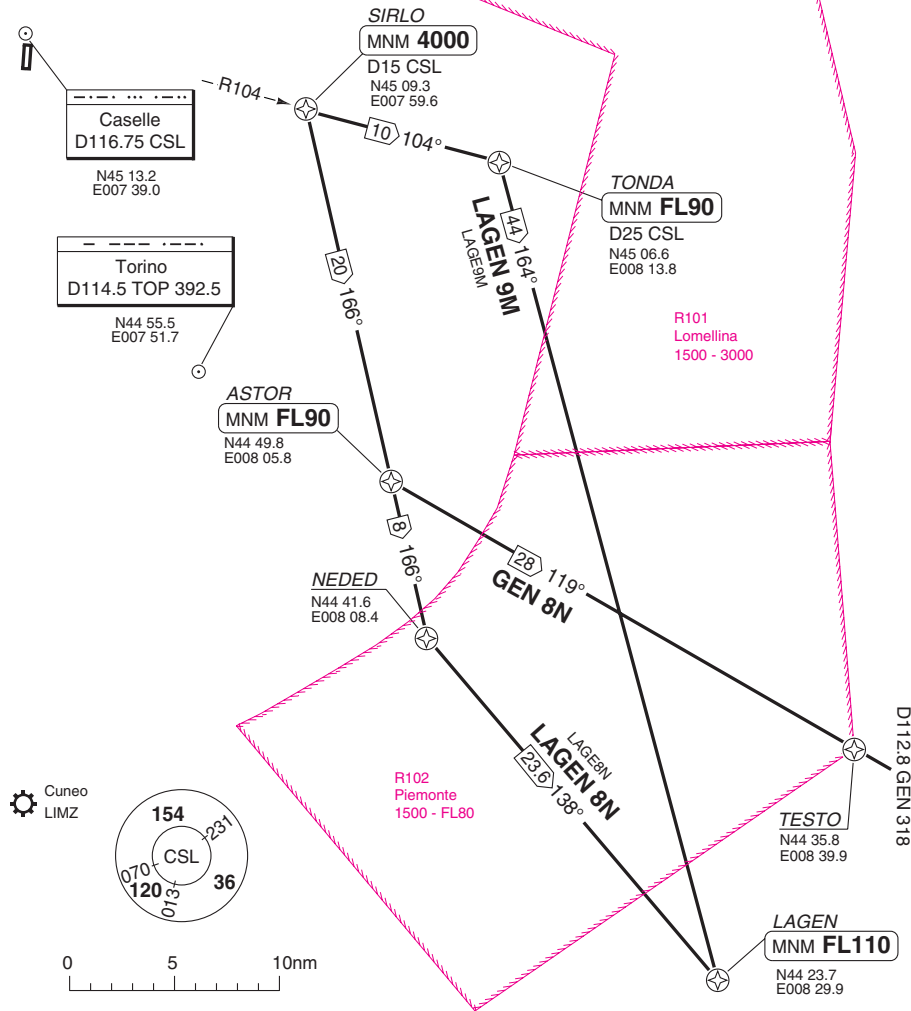 SIRLO
MNM 4000
D15 CSL
N45 09.3
E007 59.6
R104
Caselle
D116.75 CSL
N45 13.2
E007 39.0
10 104°
TONDA
MNM FL90
D25 CSL
N45 06.6
E008 13.8
LAGEN 9M
LAGE9M
44 164°
Torino
D114.5 TOP 392.5
N44 55.5
E007 51.7
20 166°
R101
Lomellina
1500 - 3000
ASTOR
MNM FL90
N44 49.8
E008 05.8
8 166°
28 119°
GEN 8N
NEDED
N44 41.6
E008 08.4
LAGE8N
LAGEN 8N
23.6 138°
R102
Piemonte
1500 - FL80
D112.8 GEN 318
TESTO
N44 35.8
E008 39.9
Cuneo
LIMZ
154
231
CSL
070
120
013
36
LAGEN
MNM FL110
N44 23.7
E008 29.9
0 5 10nm